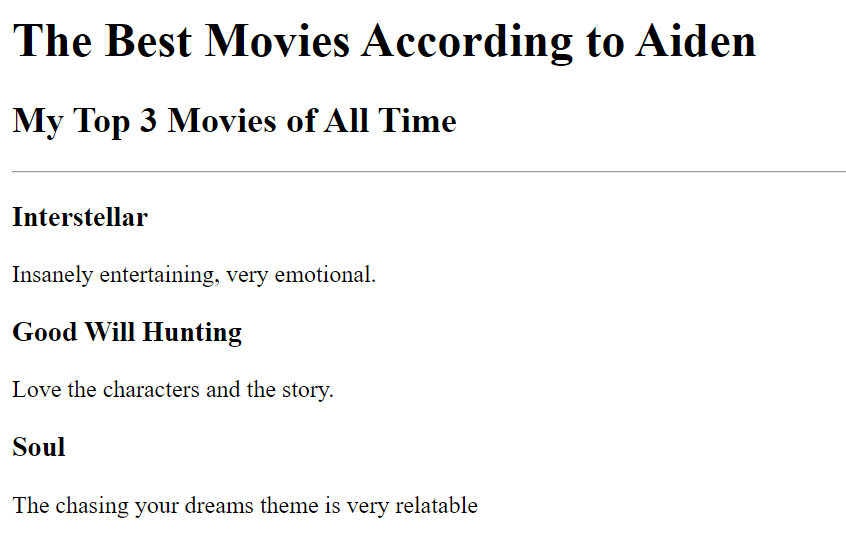 The Best Movies According to Aiden
My Top 3 Movies of All Time
Interstellar
Insanely entertaining, very emotional.
Good Will Hunting
Love the characters and the story.
Soul
The chasing your dreams theme is very relatable